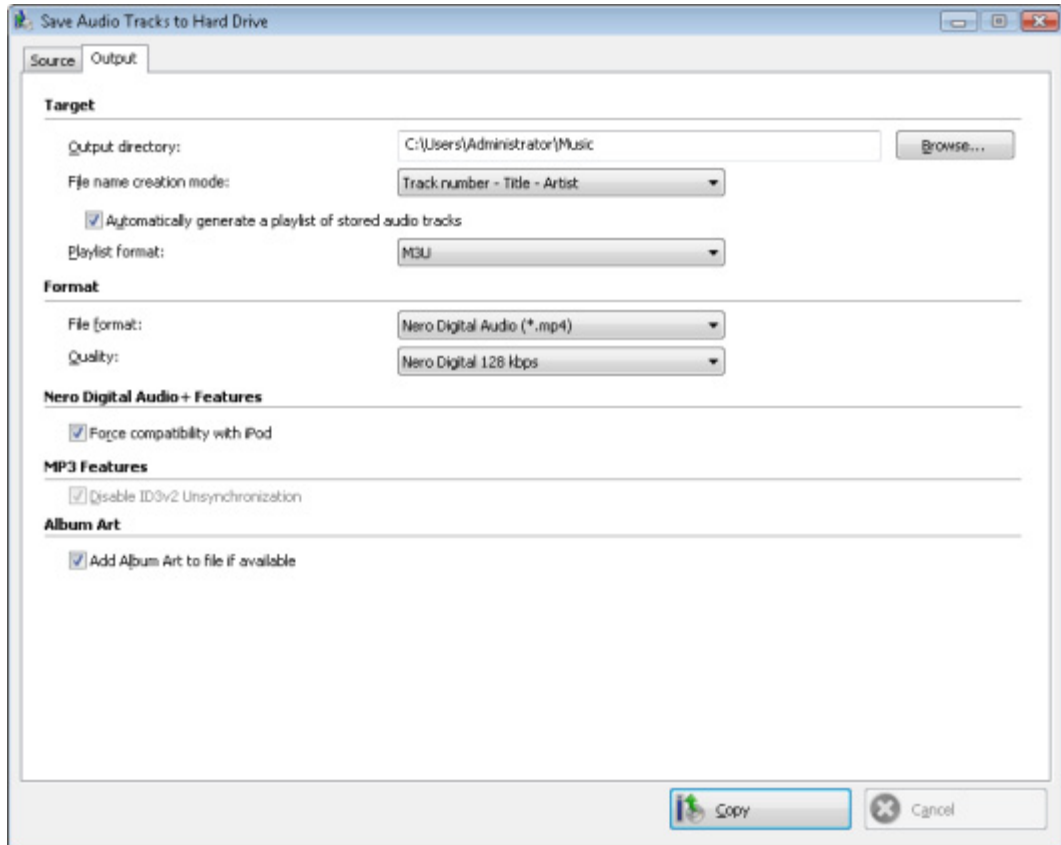 Save Audio Tracks to Hard Drive
Source Output
Target
Output directory: C:\Users\Administrator\Music Browse...
File name creation mode: Track number - Title - Artist
Automatically generate a playlist of stored audio tracks
Playlist format: M3U
Format
File format: Nero Digital Audio (*.mp4)
Quality: Nero Digital 128 kbps
Nero Digital Audio+ Features
Force compatibility with iPod
MP3 Features
Disable ID3v2 Unsynchronization
Album Art
Add Album Art to file if available
Copy Cancel